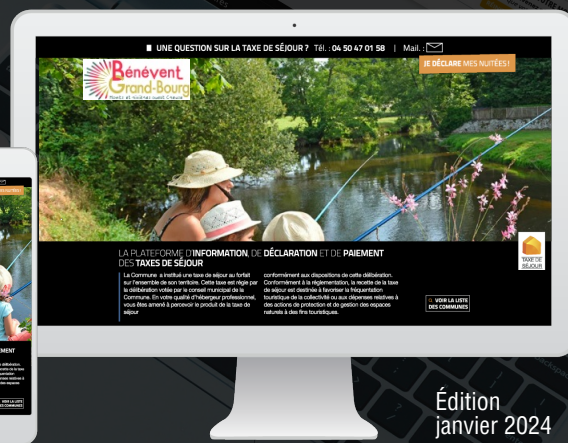 UNE QUESTION SUR LA TAXE DE SÉJOUR ? Tél. : 04 50 47 01 58 | Mail. :
JE DÉCLARE MES NUITÉES !
Bénévent
Grand-Bourg
Monts et rivières ouest Creuse
LA PLATEFORME D'INFORMATION, DE DÉCLARATION ET DE PAIEMENT
DES TAXES DE SÉJOUR
La Commune a institué une taxe de séjour au forfait
sur l'ensemble de son territoire. Cette taxe est régie par
la délibération votée par le conseil municipal de la
Commune. En votre qualité d'hébergeur professionnel,
vous êtes amené à percevoir le produit de la taxe de
séjour
conformément aux dispositions de cette délibération.
Conformément à la réglementation, la recette de la taxe
de séjour est destinée à favoriser la fréquentation
touristique de la collectivité ou aux dépenses relatives à
des actions de protection et de gestion des espaces
naturels à des fins touristiques.
TAXE DE
SÉJOUR
VOIR LA LISTE
DES COMMUNES
Édition
janvier 2024